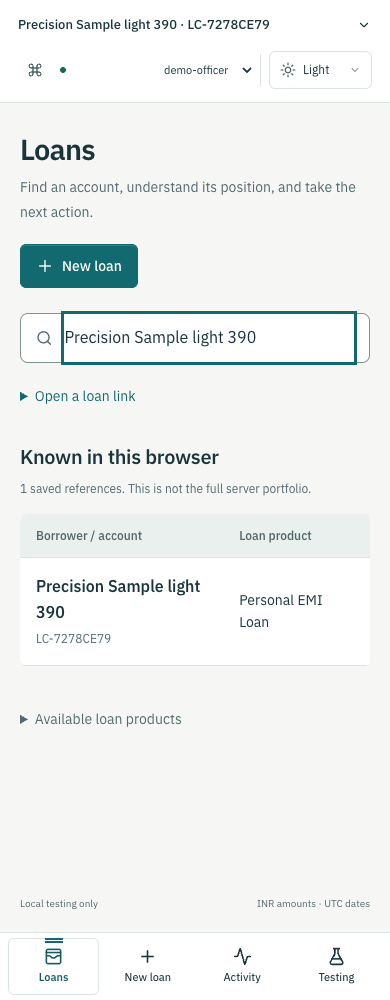 Precision Sample light 390 · LC-7278CE79
demo-officer
Light
Loans
Find an account, understand its position, and take the
next action.
New loan
Precision Sample light 390
Open a loan link
Known in this browser
1 saved references. This is not the full server portfolio.
Borrower / account Loan product
Precision Sample light
390
LC-7278CE79
Personal EMI
Loan
Available loan products
Local testing only INR amounts · UTC dates
Loans New loan Activity Testing